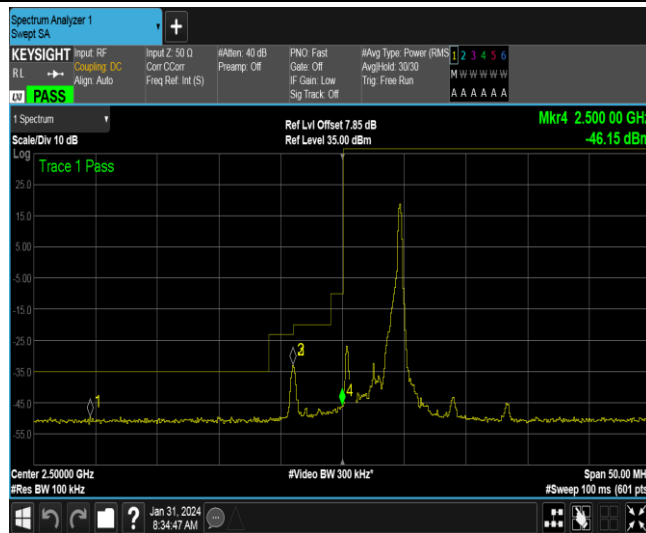 Spectrum Analyzer 1
Swept SA
+
KEYSIGHT
RL
LXI PASS
Input: RF
Coupling: DC
Align: Auto
Input Z: 50 Ω
Corr CCorr
Freq Ref: Int (S)
#Atten: 40 dB
Preamp: Off
PNO: Fast
Gate: Off
IF Gain: Low
Sig Track: Off
#Avg Type: Power (RMS
Avg|Hold: 30/30
Trig: Free Run
1 2 3 4 5 6
M W W W W W
A A A A A A
1 Spectrum
Scale/Div 10 dB
Ref Lvl Offset 7.85 dB
Ref Level 35.00 dBm
Mkr4 2.500 00 GHz
-46.15 dBm
Log
Trace 1 Pass
25.0
15.0
5.00
-5.00
-15.0
-25.0
-35.0
-45.0
-55.0
1
4
Center 2.50000 GHz
#Res BW 100 kHz
#Video BW 300 kHz*
Span 50.00 MH
#Sweep 100 ms (601 pts
?
Jan 31, 2024
8:34:47 AM